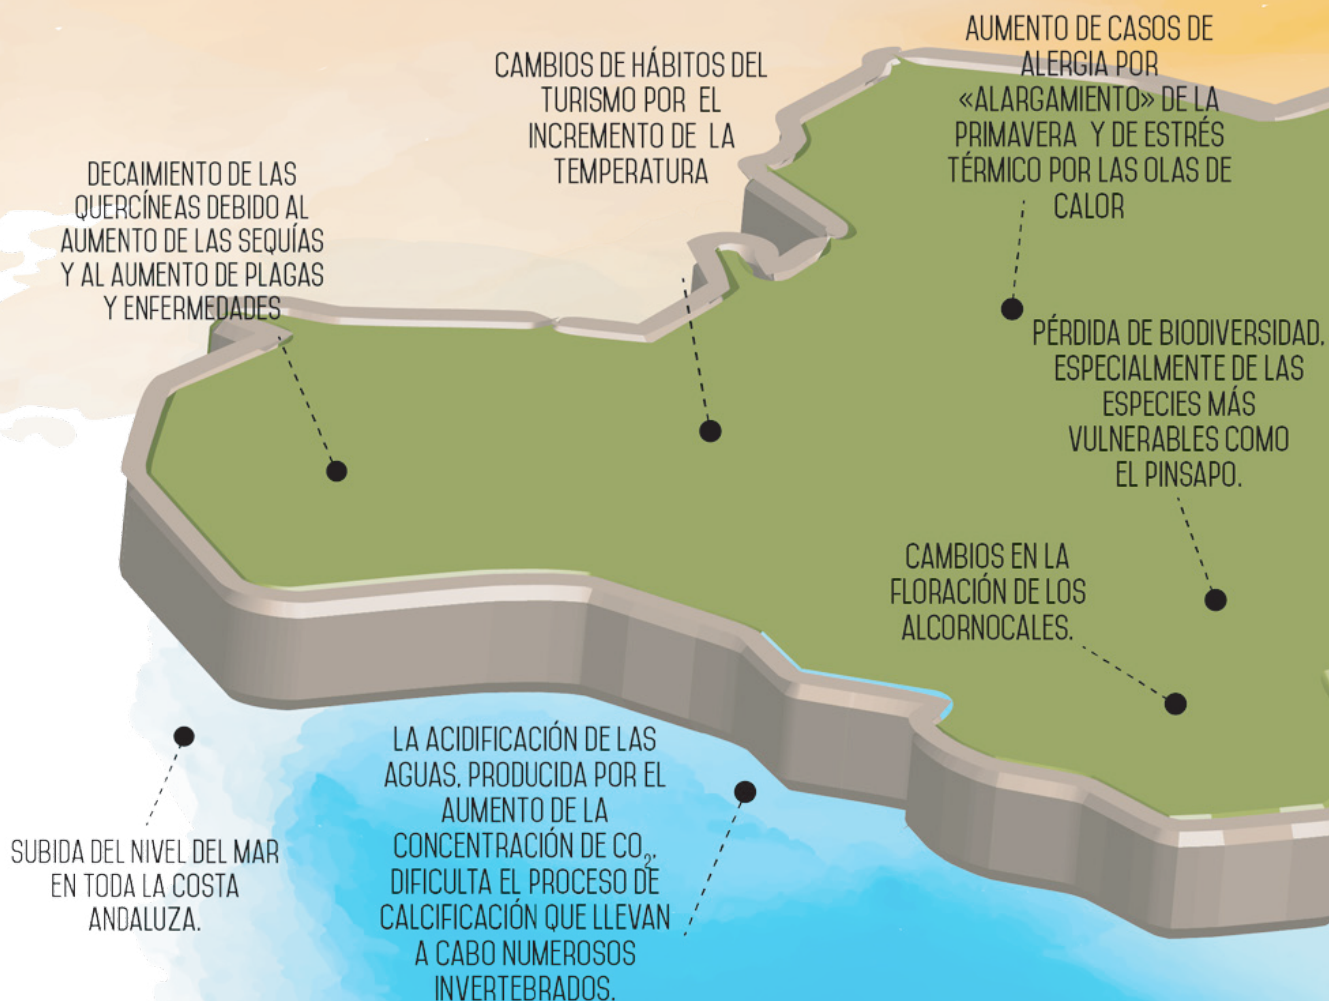 AUMENTO DE CASOS DE
ALERGIA POR
«ALARGAMIENTO» DE LA
PRIMAVERA Y DE ESTRÉS
TÉRMICO POR LAS OLAS DE
CALOR
CAMBIOS DE HÁBITOS DEL
TURISMO POR EL
INCREMENTO DE LA
TEMPERATURA
DECAIMIENTO DE LAS
QUERCÍNEAS DEBIDO AL
AUMENTO DE LAS SEQUÍAS
Y AL AUMENTO DE PLAGAS
Y ENFERMEDADES
PÉRDIDA DE BIODIVERSIDAD,
ESPECIALMENTE DE LAS
ESPECIES MÁS
VULNERABLES COMO
EL PINSAPO.
CAMBIOS EN LA
FLORACIÓN DE LOS
ALCORNOCALES.
LA ACIDIFICACIÓN DE LAS
AGUAS, PRODUCIDA POR EL
AUMENTO DE LA
CONCENTRACIÓN DE CO₂,
DIFICULTA EL PROCESO DE
CALCIFICACIÓN QUE LLEVAN
A CABO NUMEROSOS
INVERTEBRADOS.
SUBIDA DEL NIVEL DEL MAR
EN TODA LA COSTA
ANDALUZA.